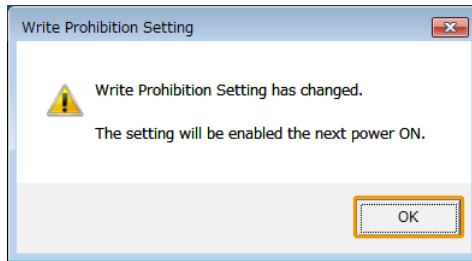 Write Prohibition Setting
Write Prohibition Setting has changed.
The setting will be enabled the next power ON.
OK